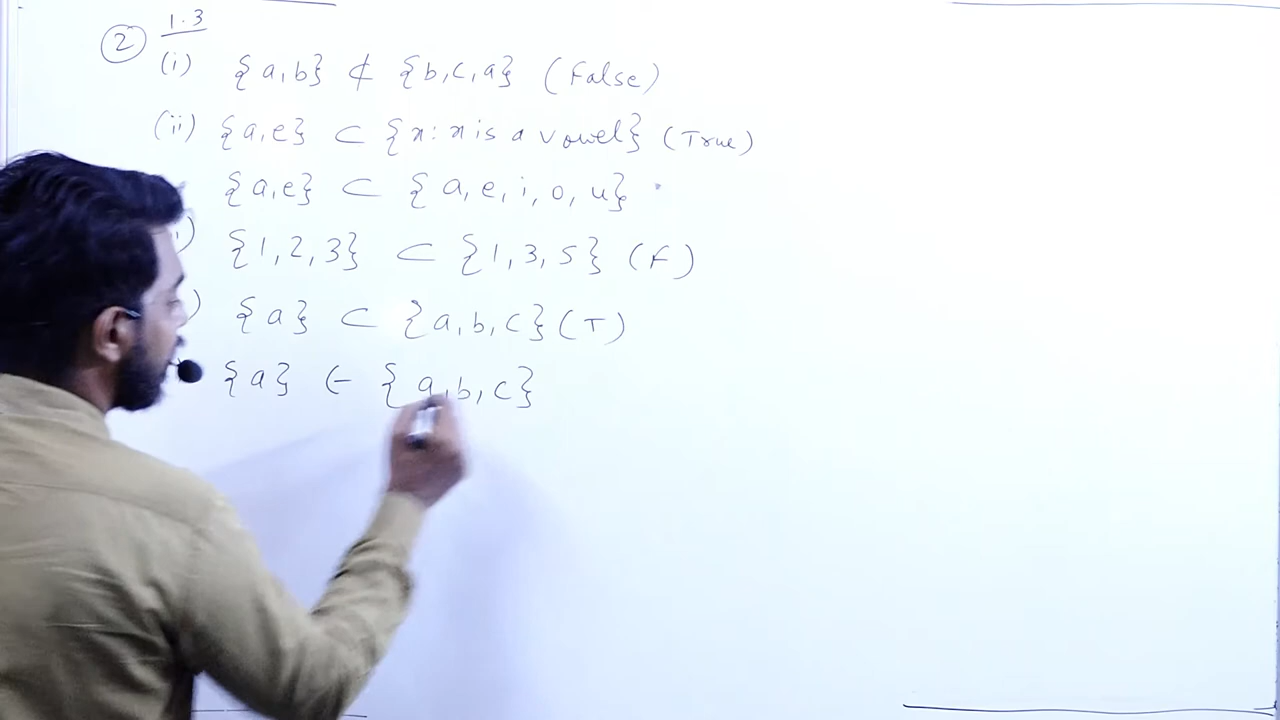 1.3
(2)
(i) {a,b} ⊄ {b,c,a} (False)
(ii) {a,e} ⊂ {x: x is a vowel} (True)
{a,e} ⊂ {a, e, i, o, u}
) {1,2,3} ⊂ {1,3,5} (F)
) {a} ⊂ {a,b,c} (T)
{a} ∈ {a,b,c}